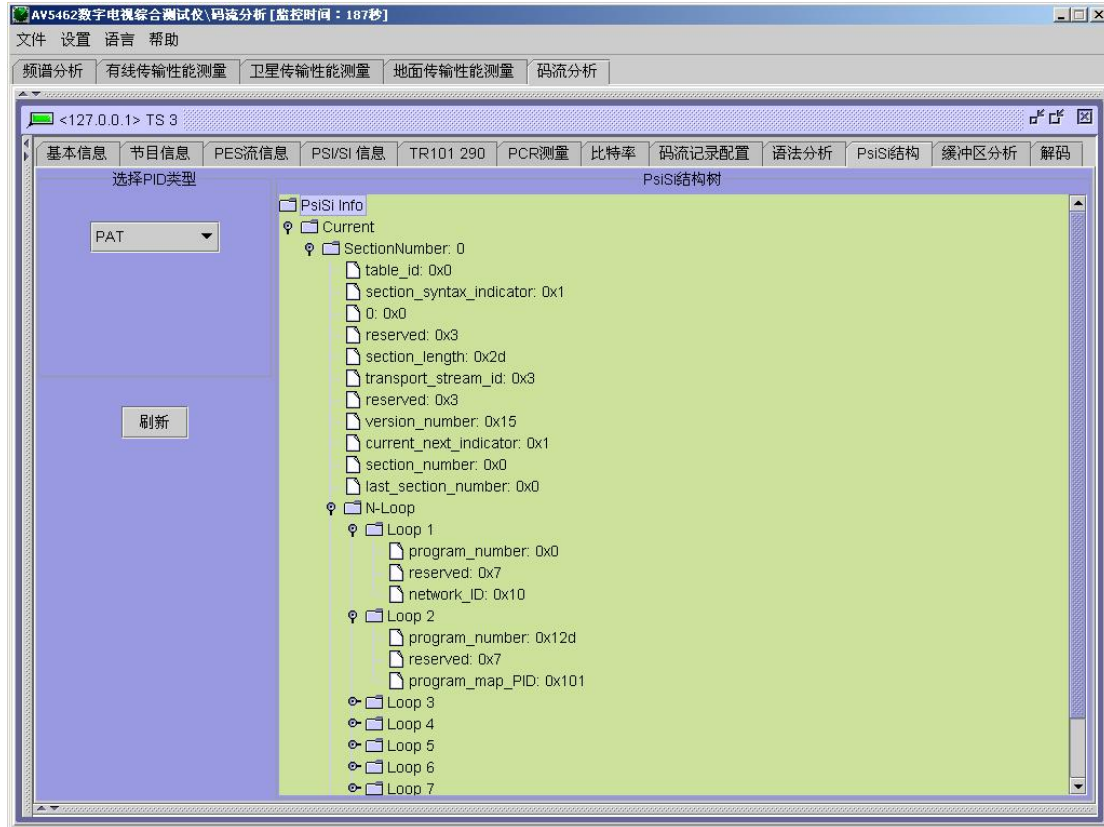 AV5462数字电视综合测试仪\码流分析[监控时间：187秒]
文件 设置 语言 帮助
频谱分析 有线传输性能测量 卫星传输性能测量 地面传输性能测量 码流分析
<127.0.0.1> TS 3
基本信息 节目信息 PES流信息 PSI/SI 信息 TR101 290 PCR测量 比特率 码流记录配置 语法分析 PsiSi结构 缓冲区分析 解码
选择PID类型
PAT
刷新
PsiSi结构树
PsiSi Info
Current
SectionNumber: 0
table_id: 0x0
section_syntax_indicator: 0x1
0: 0x0
reserved: 0x3
section_length: 0x2d
transport_stream_id: 0x3
reserved: 0x3
version_number: 0x15
current_next_indicator: 0x1
section_number: 0x0
last_section_number: 0x0
N-Loop
Loop 1
program_number: 0x0
reserved: 0x7
network_ID: 0x10
Loop 2
program_number: 0x12d
reserved: 0x7
program_map_PID: 0x101
Loop 3
Loop 4
Loop 5
Loop 6
Loop 7